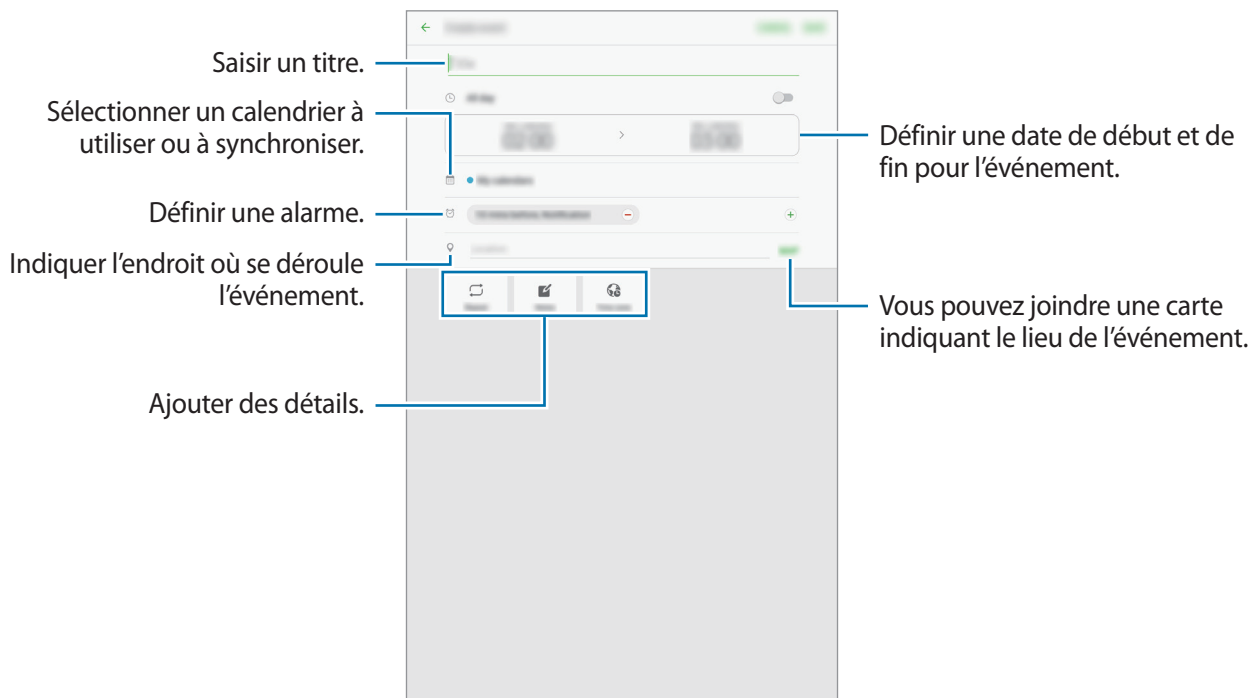 Saisir un titre.
Sélectionner un calendrier à
utiliser ou à synchroniser.
Définir une alarme.
Indiquer l'endroit où se déroule
l'événement.
Ajouter des détails.
Définir une date de début et de
fin pour l'événement.
Vous pouvez joindre une carte
indiquant le lieu de l'événement.